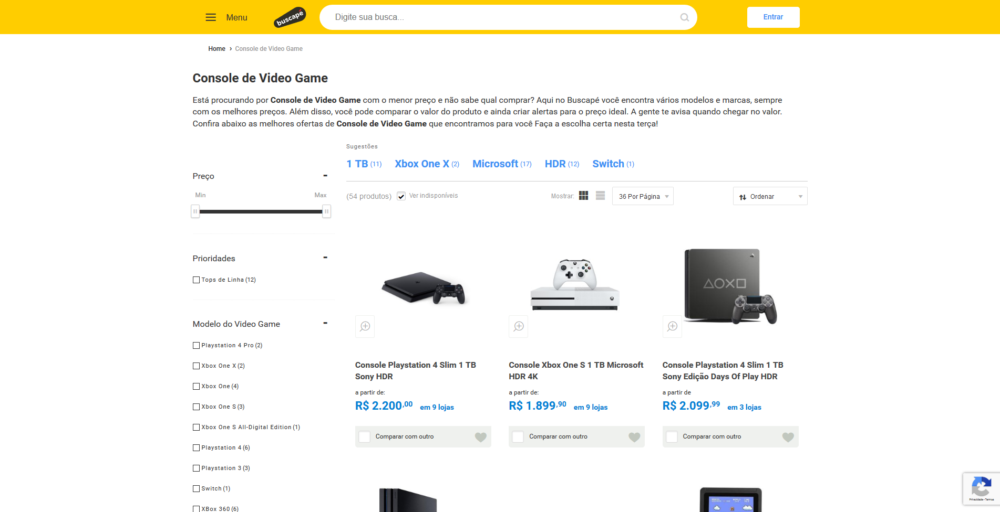 Menu
buscapé
Digite sua busca...
Entrar
Home › Console de Video Game
Console de Video Game
Está procurando por Console de Video Game com o menor preço e não sabe qual comprar? Aqui no Buscapé você encontra vários modelos e marcas, sempre
com os melhores preços. Além disso, você pode comparar o valor do produto e ainda criar alertas para o preço ideal. A gente te avisa quando chegar no valor.
Confira abaixo as melhores ofertas de Console de Video Game que encontramos para você Faça a escolha certa nesta terça!
Sugestões
1 TB (11) Xbox One X (2) Microsoft (17) HDR (12) Switch (1)
(54 produtos) Ver indisponíveis
Mostrar: 36 Por Página Ordenar
Preço -
Min Max
Prioridades -
Tops de Linha (12)
Modelo do Video Game -
Playstation 4 Pro (2)
Xbox One X (2)
Xbox One (4)
Xbox One S (3)
Xbox One S All-Digital Edition (1)
Playstation 4 (6)
Playstation 3 (3)
Switch (1)
XBox 360 (6)
Console Playstation 4 Slim 1 TB
Sony HDR
a partir de:
R$ 2.200,00 em 9 lojas
Comparar com outro
Console Xbox One S 1 TB Microsoft
HDR 4K
a partir de:
R$ 1.899,90 em 9 lojas
Comparar com outro
Console Playstation 4 Slim 1 TB
Sony Edição Days Of Play HDR
a partir de
R$ 2.099,99 em 3 lojas
Comparar com outro
Privacidade - Termos